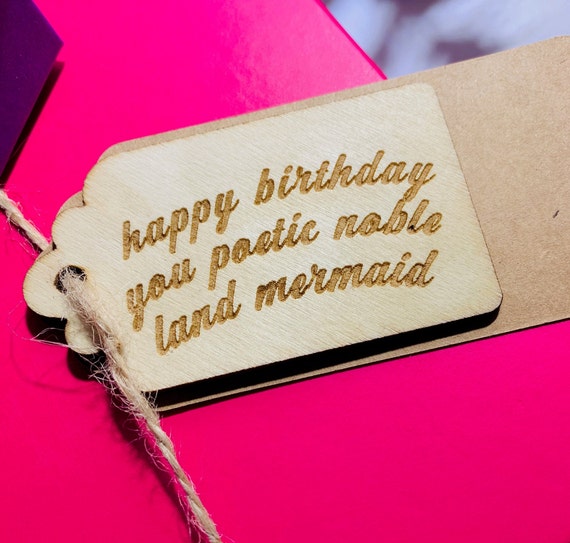 happy birthday
you poetic noble
land mermaid